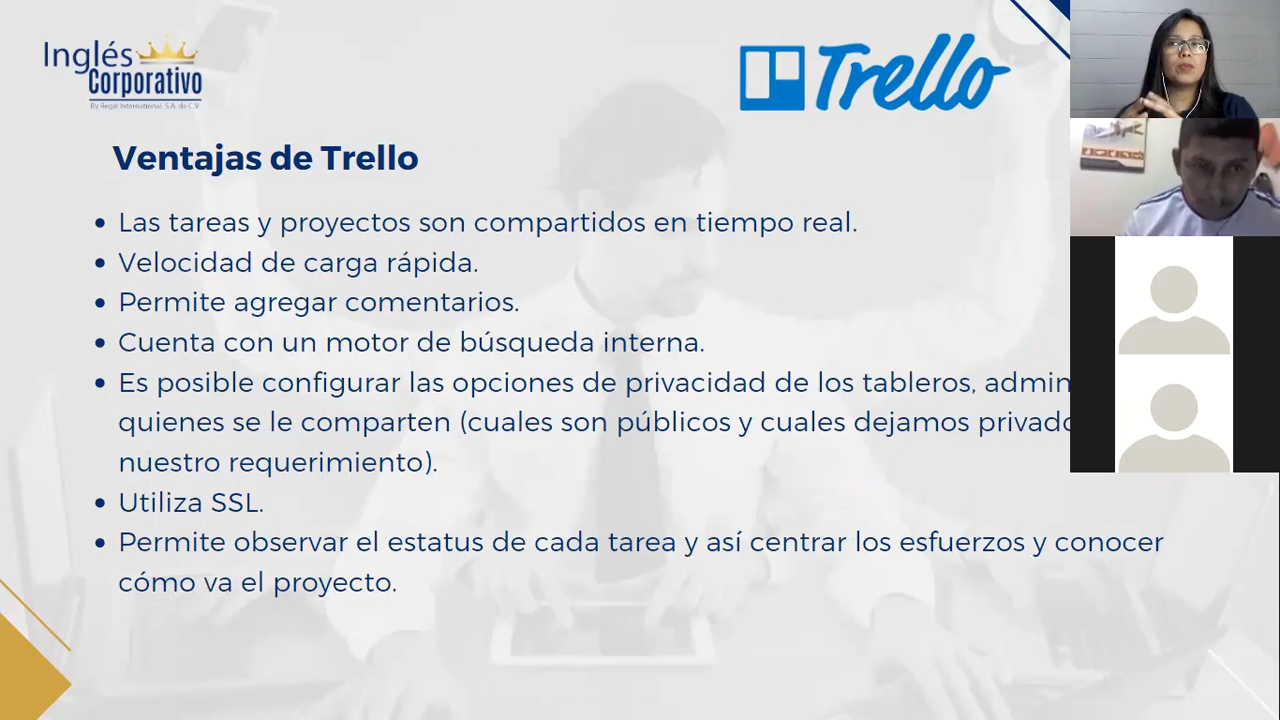 Inglés
Corporativo
By Regal International, S.A. de C.V
Trello
Ventajas de Trello
• Las tareas y proyectos son compartidos en tiempo real.
• Velocidad de carga rápida.
• Permite agregar comentarios.
• Cuenta con un motor de búsqueda interna.
• Es posible configurar las opciones de privacidad de los tableros, admin
quienes se le comparten (cuales son públicos y cuales dejamos privado
nuestro requerimiento).
• Utiliza SSL.
• Permite observar el estatus de cada tarea y así centrar los esfuerzos y conocer
cómo va el proyecto.